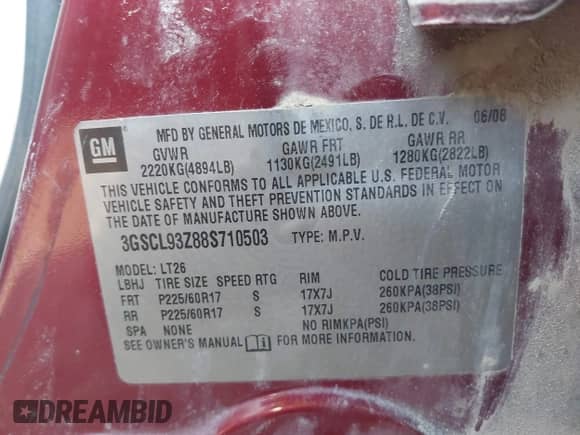 GM
MFD BY GENERAL MOTORS DE MEXICO, S. DE R.L. DE C.V. 06/08
GVWR GAWR FRT GAWR RR
2220KG(4894LB) 1130KG(2491LB) 1280KG(2822LB)
THIS VEHICLE CONFORMS TO ALL APPLICABLE U.S. FEDERAL MOTOR
VEHICLE SAFETY AND THEFT PREVENTION STANDARDS IN EFFECT ON
THE DATE OF MANUFACTURE SHOWN ABOVE.
3GSCL93Z88S710503 TYPE: M.P.V.
MODEL: LT26
LBHJ TIRE SIZE SPEED RTG RIM COLD TIRE PRESSURE
FRT P225/60R17 S 17X7J 260KPA(38PSI)
RR P225/60R17 S 17X7J 260KPA(38PSI)
SPA NONE NO RIMKPA(PSI)
SEE OWNER'S MANUAL FOR MORE INFORMATION.
DREAMBID